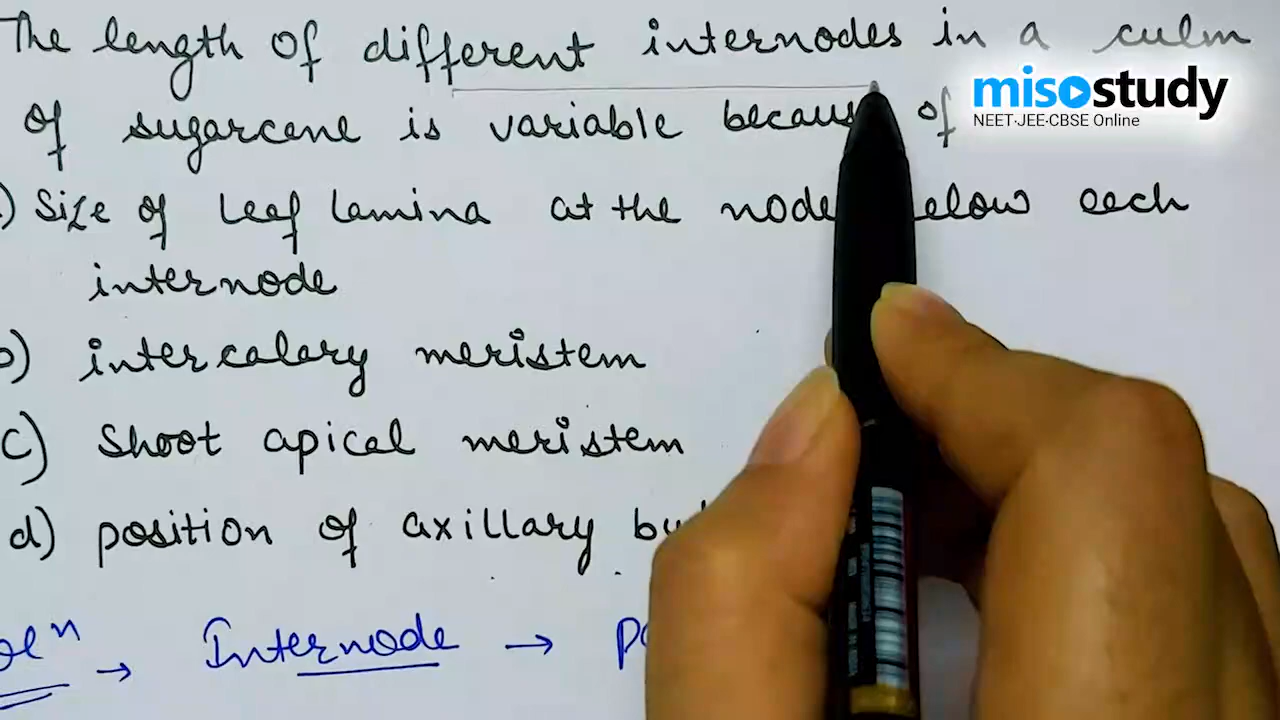 The length of different internodes in a culm
misostudy
NEET·JEE·CBSE Online
of sugarcane is variable because of
) Size of leaf lamina at the node below each
internode
b) intercalary meristem
c) shoot apical meristem
d) position of axillary
Internode →